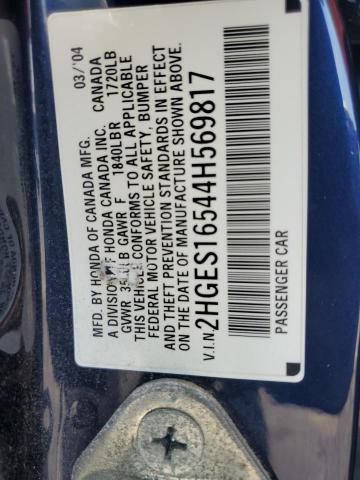 MFD. BY HONDA OF CANADA MFG. 03/'04
A DIVISION OF HONDA CANADA INC. CANADA
GVWR LB GAWR F 1840LB R 1720LB
THIS VEHICLE CONFORMS TO ALL APPLICABLE
FEDERAL MOTOR VEHICLE SAFETY, BUMPER
AND THEFT PREVENTION STANDARDS IN EFFECT
ON THE DATE OF MANUFACTURE SHOWN ABOVE.
V.I.N. 2HGES16544H569817
PASSENGER CAR